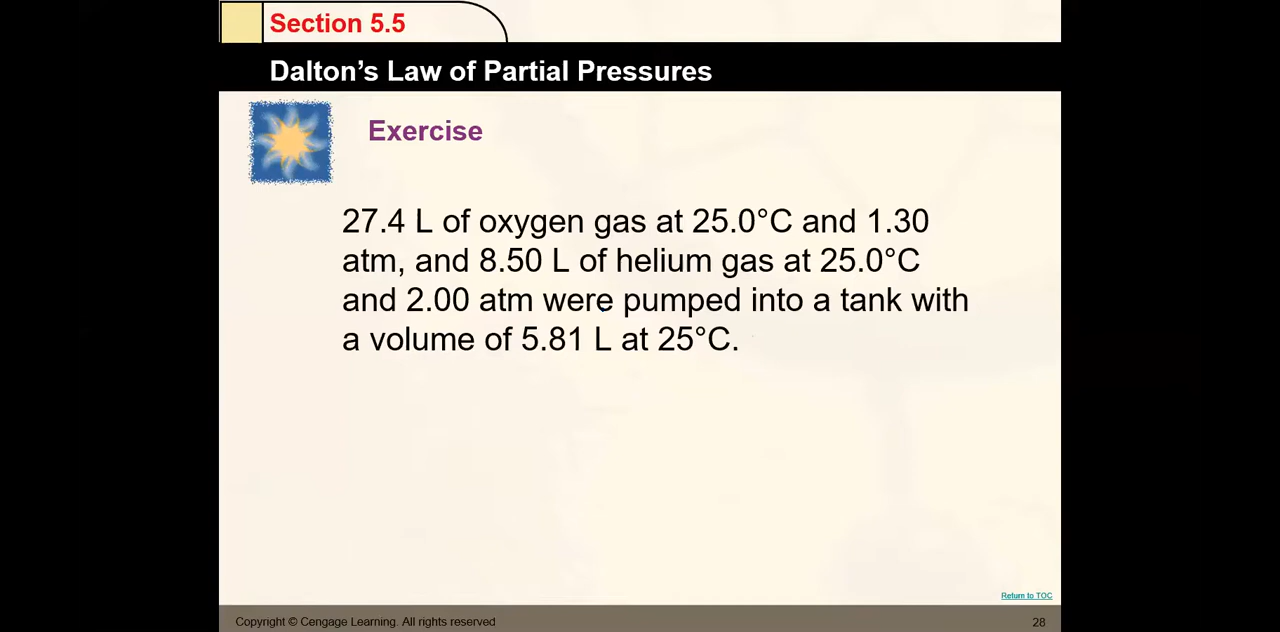 Section 5.5
Dalton’s Law of Partial Pressures
Exercise
27.4 L of oxygen gas at 25.0°C and 1.30
atm, and 8.50 L of helium gas at 25.0°C
and 2.00 atm were pumped into a tank with
a volume of 5.81 L at 25°C.
Return to TOC
Copyright © Cengage Learning. All rights reserved
28